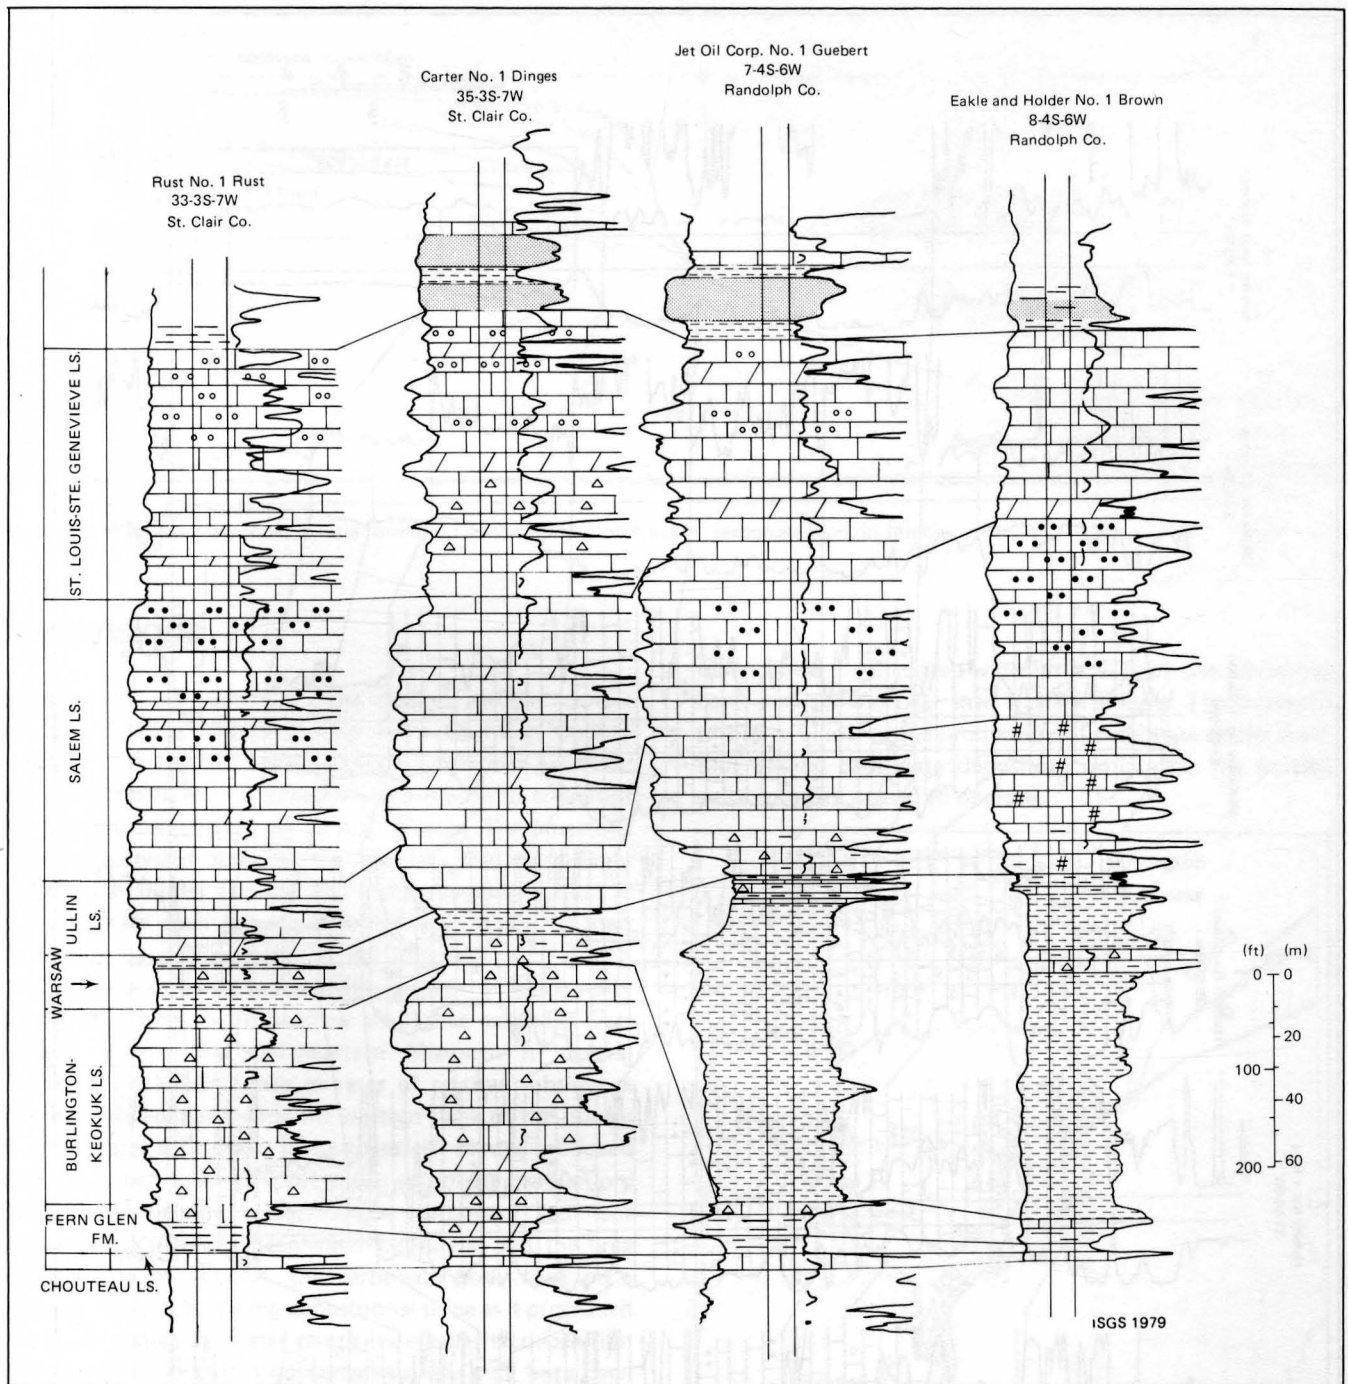 Jet Oil Corp. No. 1 Guebert
7-4S-6W
Randolph Co.
Carter No. 1 Dinges
35-3S-7W
St. Clair Co.
Eakle and Holder No. 1 Brown
8-4S-6W
Randolph Co.
Rust No. 1 Rust
33-3S-7W
St. Clair Co.
ST. LOUIS-STE. GENEVIEVE LS.
SALEM LS.
ULLIN
LS.
WARSAW
BURLINGTON-
KEOKUK LS.
FERN GLEN
FM.
CHOUTEAU LS.
(ft) (m)
0 0
20
100
40
200 60
ISGS 1979